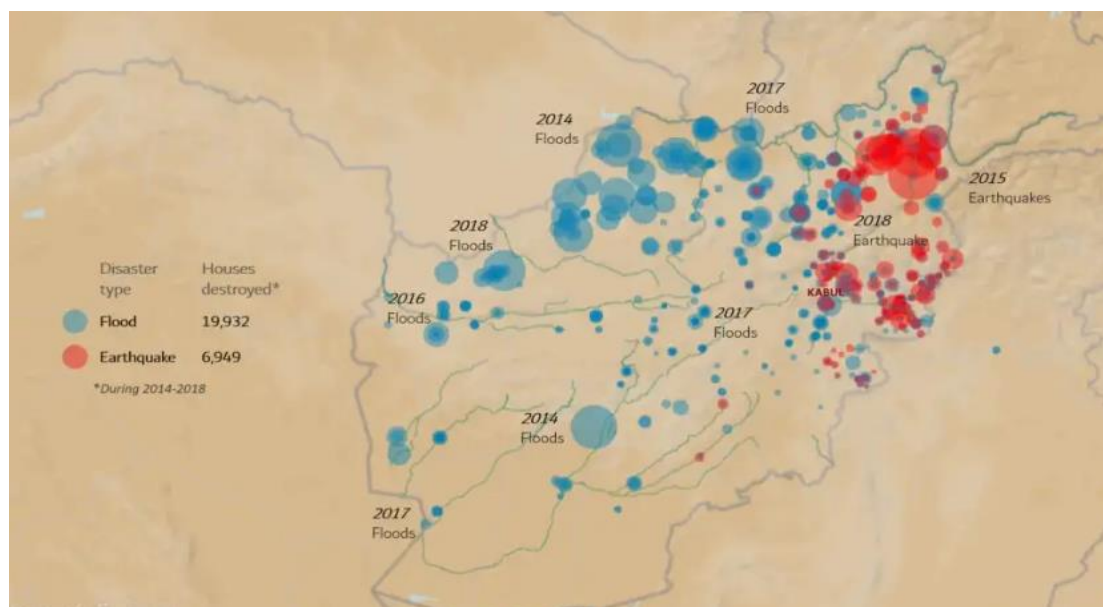 2017
Floods
2014
Floods
2015
Earthquakes
2018
Floods
2018
Earthquake
Disaster
type
Houses
destroyed*
KABUL
2016
Floods
Flood
19,932
2017
Floods
Earthquake
6,949
*During 2014-2018
2014
Floods
2017
Floods